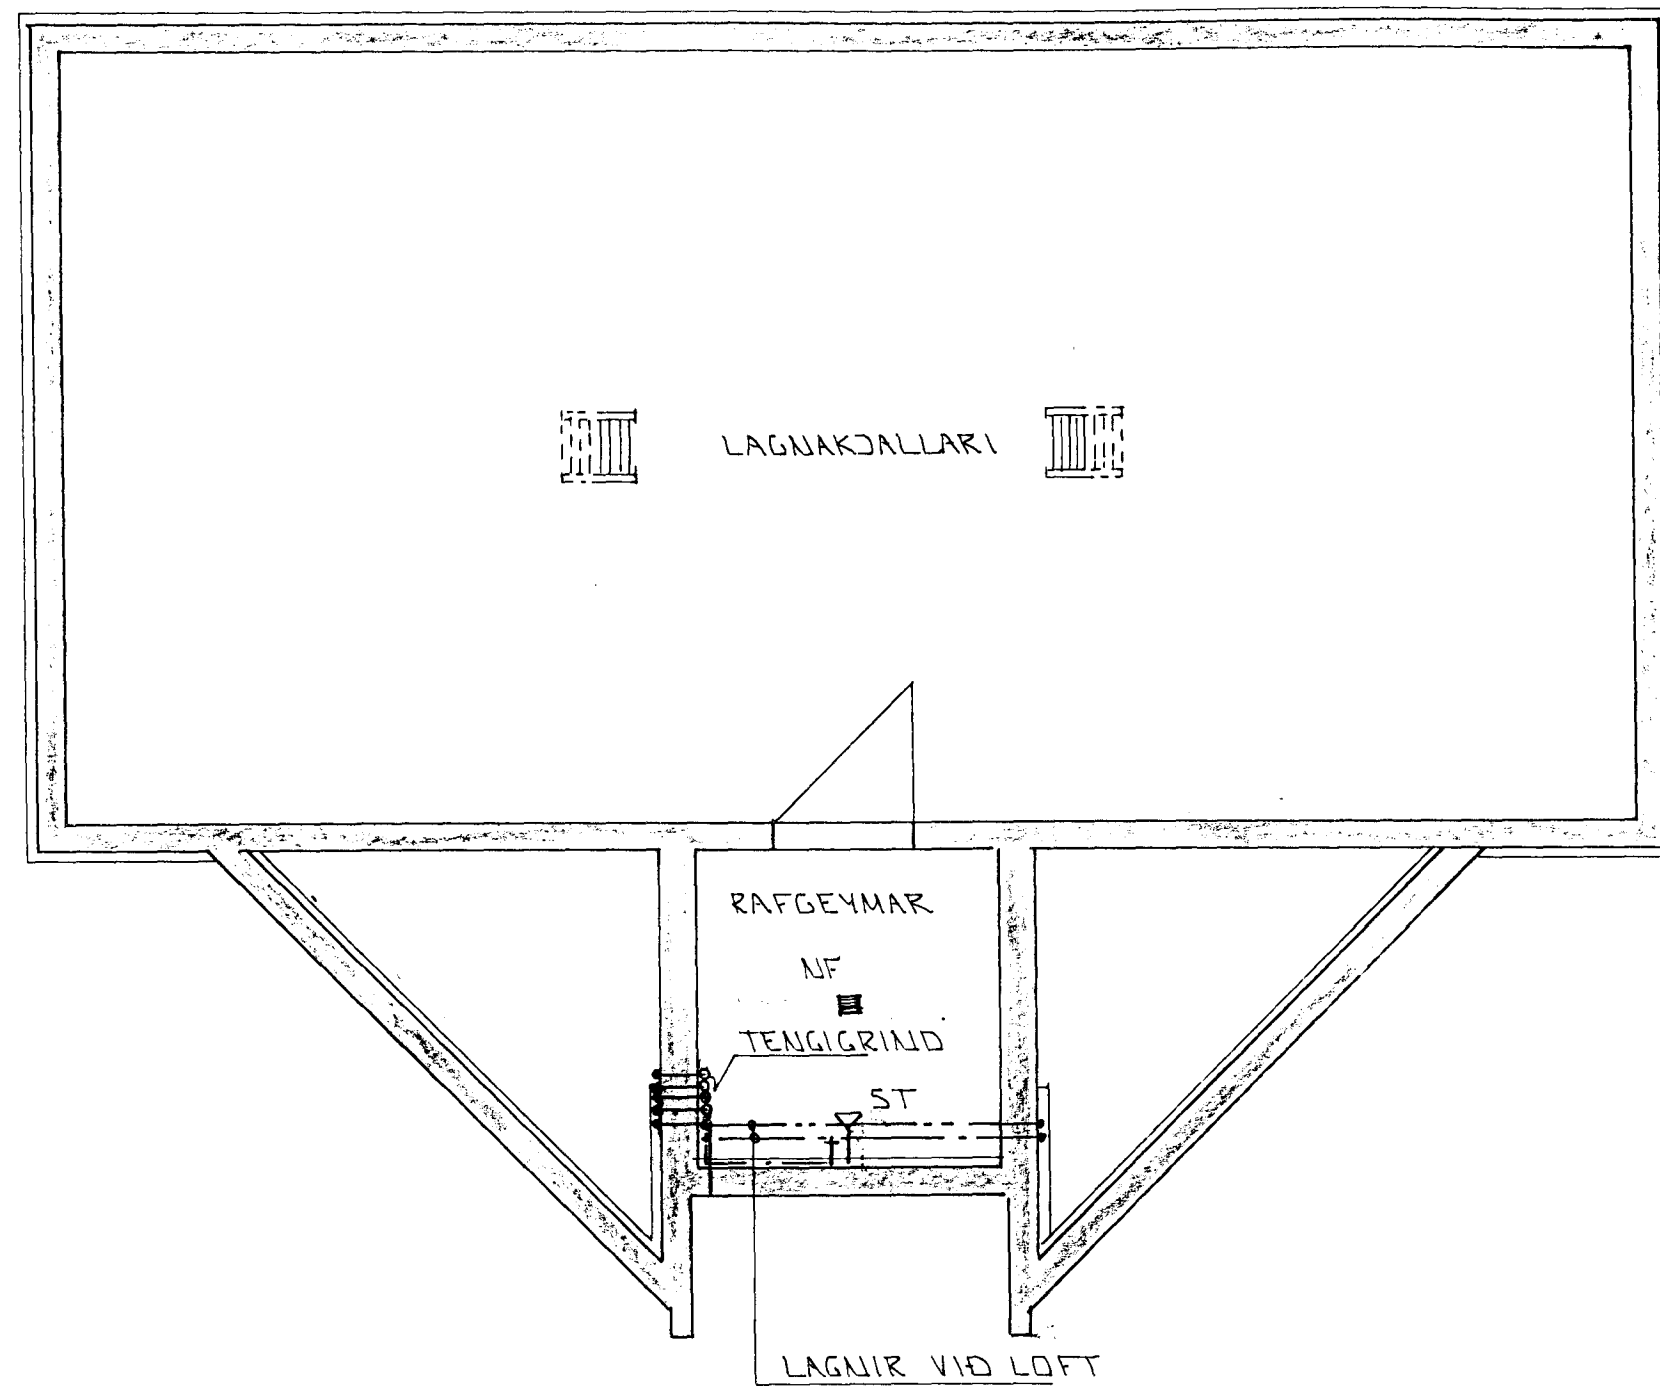 LAGNAKJALLARI
RAFGEYMAR
NF
TENGIGRIND
ST
LAGNIR VIÐ LOFT